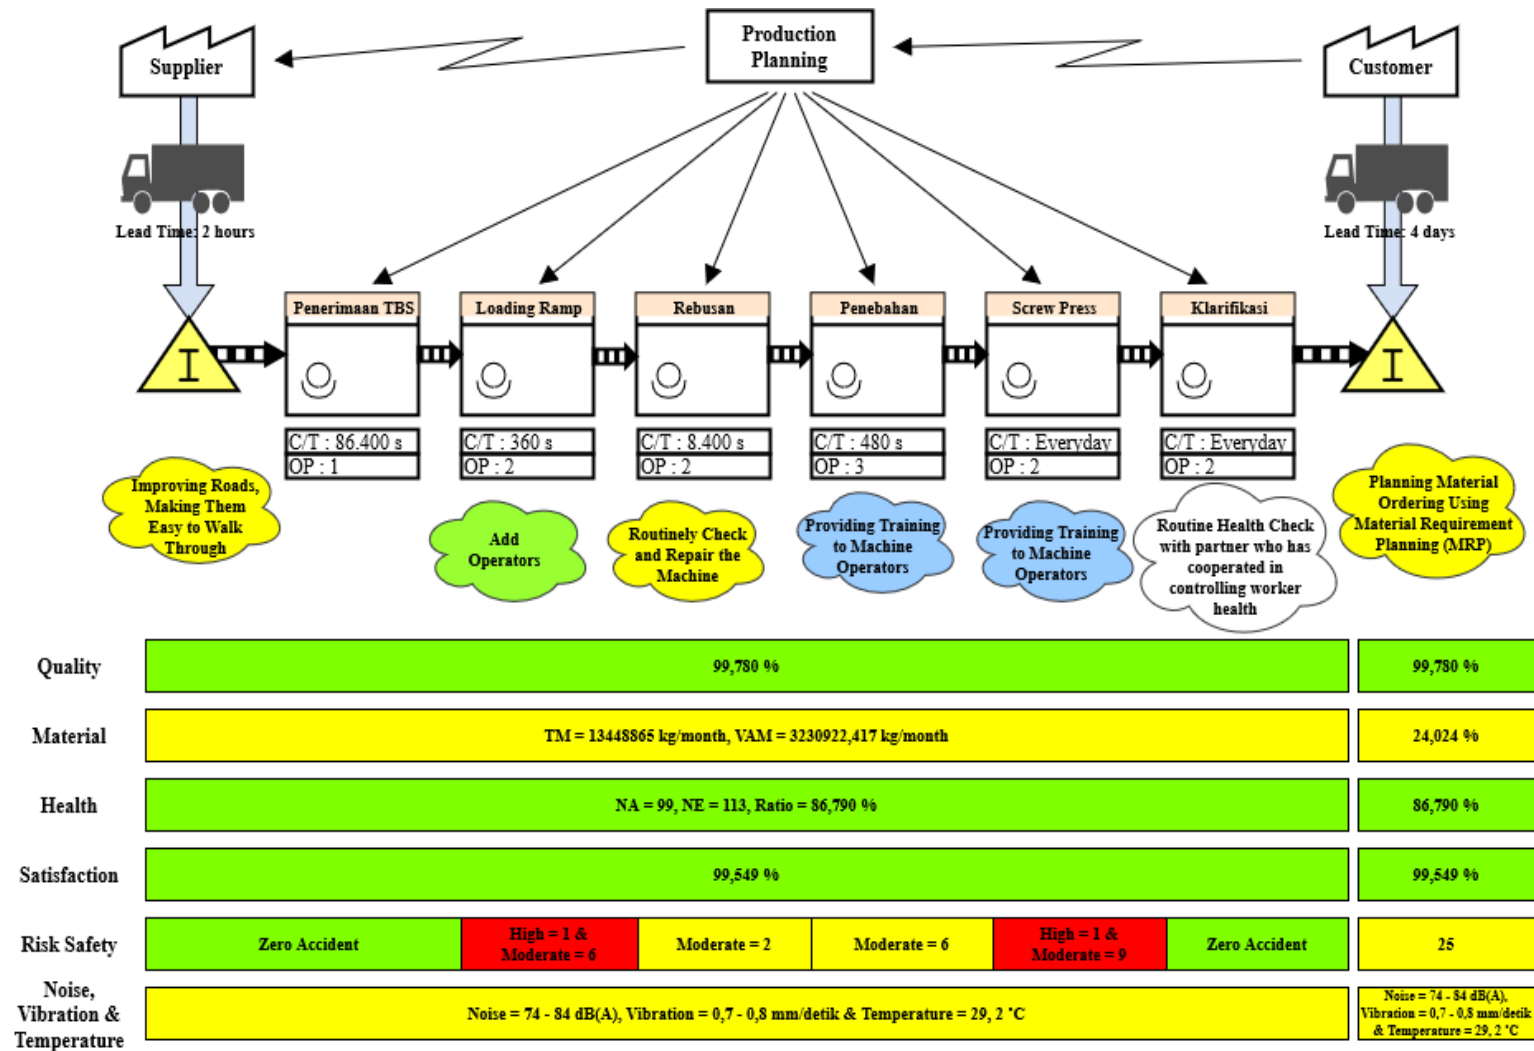 Production
Planning
Supplier
Customer
Lead Time: 2 hours
Lead Time: 4 days
Penerimaan TBS
Loading Ramp
Rebusan
Penebahan
Screw Press
Klarifikasi
I
I
C/T : 86.400 s
OP : 1
C/T : 360 s
OP : 2
C/T : 8.400 s
OP : 2
C/T : 480 s
OP : 3
C/T : Everyday
OP : 2
C/T : Everyday
OP : 2
Improving Roads,
Making Them
Easy to Walk
Through
Add
Operators
Routinely Check
and Repair the
Machine
Providing Training
to Machine
Operators
Providing Training
to Machine
Operators
Routine Health Check
with partner who has
cooperated in
controlling worker
health
Planning Material
Ordering Using
Material Requirement
Planning (MRP)
Quality
99,780 %
99,780 %
Material
TM = 13448865 kg/month, VAM = 3230922,417 kg/month
24,024 %
Health
NA = 99, NE = 113, Ratio = 86,790 %
86,790 %
Satisfaction
99,549 %
99,549 %
Risk Safety
Zero Accident
High = 1 &
Moderate = 6
Moderate = 2
Moderate = 6
High = 1 &
Moderate = 9
Zero Accident
25
Noise,
Vibration &
Temperature
Noise = 74 - 84 dB(A), Vibration = 0,7 - 0,8 mm/detik & Temperature = 29, 2 °C
Noise = 74 - 84 dB(A),
Vibration = 0,7 - 0,8 mm/detik
& Temperature = 29, 2 °C